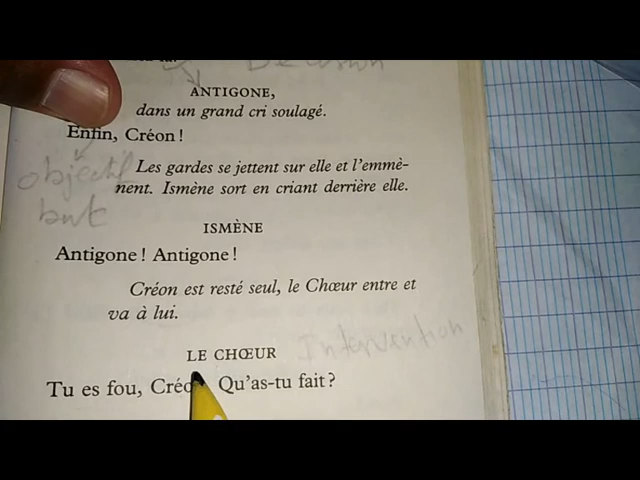 Décision
ANTIGONE,
dans un grand cri soulagé.
Enfin, Créon !
Les gardes se jettent sur elle et l'emmè-
objectif
nent. Ismène sort en criant derrière elle.
but
ISMÈNE
Antigone ! Antigone !
Créon est resté seul, le Chœur entre et
va à lui.
LE CHŒUR Intervention
Tu es fou, Créo Qu'as-tu fait ?